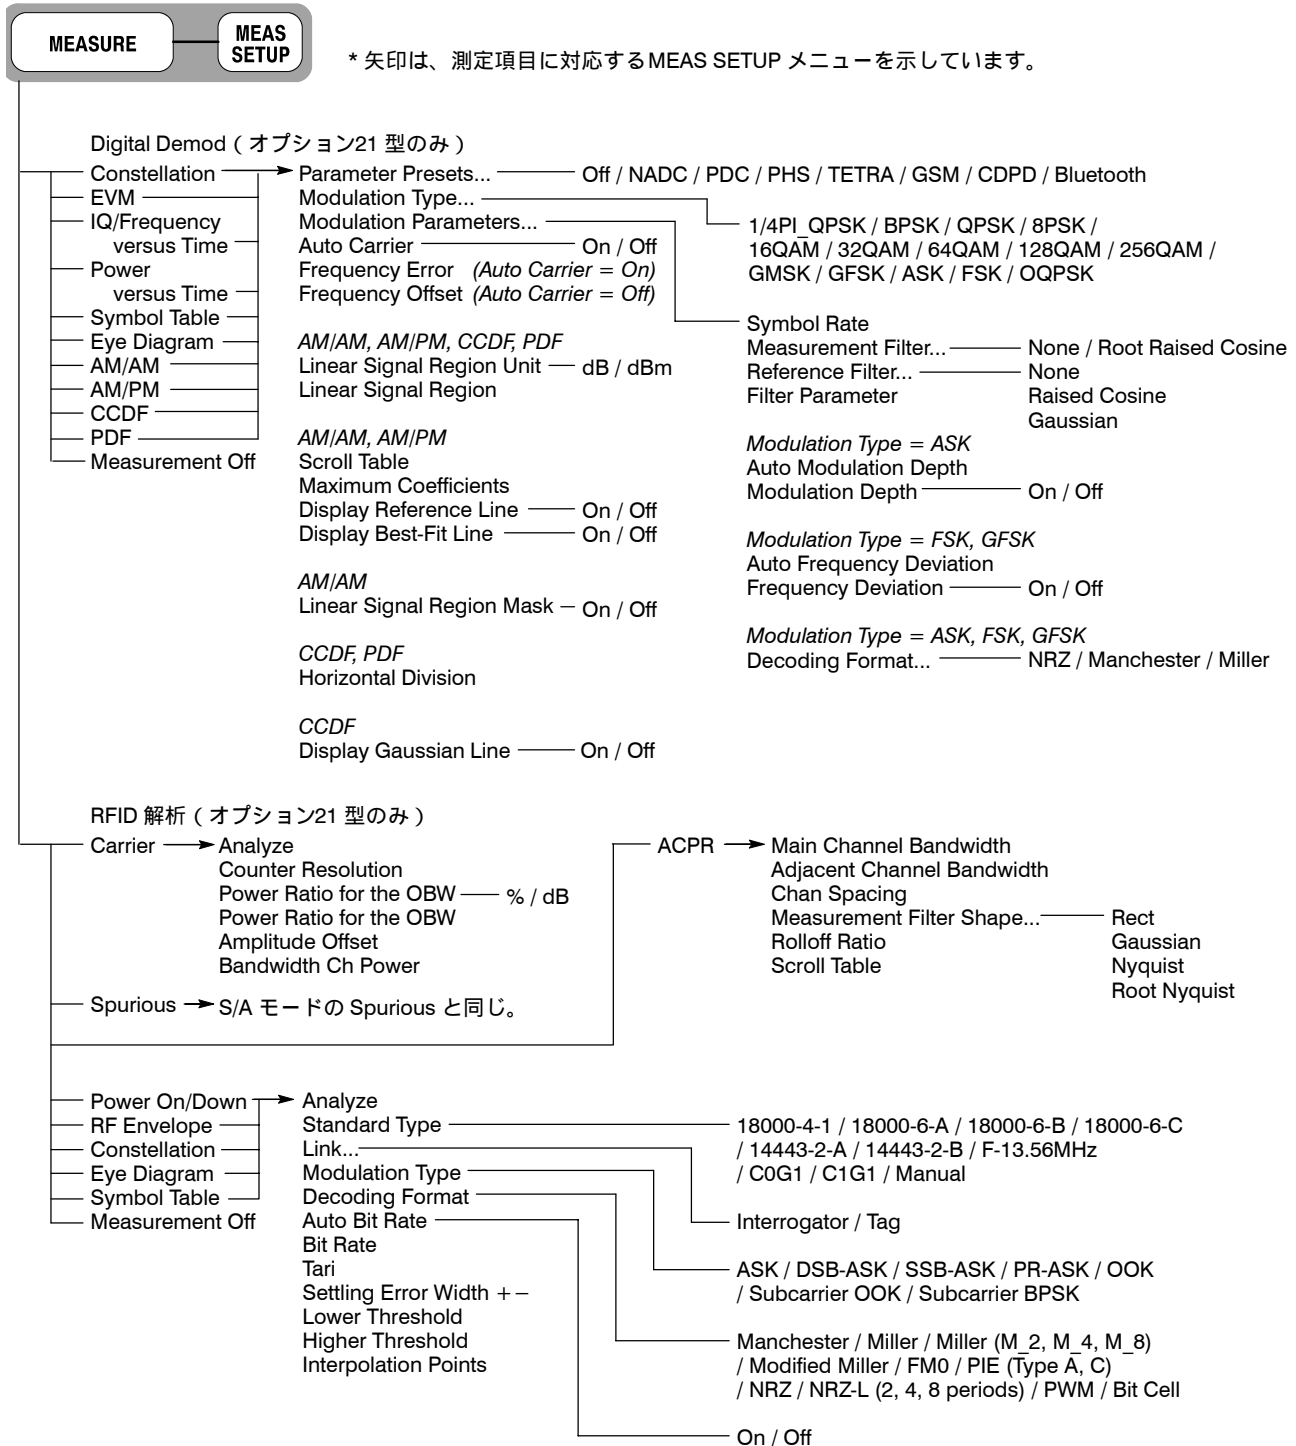 MEASURE
MEAS
SETUP
* 矢印は、測定項目に対応するMEAS SETUP メニューを示しています。
Digital Demod ( オプション21 型のみ )
Constellation
EVM
IQ/Frequency
versus Time
Power
versus Time
Symbol Table
Eye Diagram
AM/AM
AM/PM
CCDF
PDF
Measurement Off
Parameter Presets...
Off / NADC / PDC / PHS / TETRA / GSM / CDPD / Bluetooth
Modulation Type...
Modulation Parameters...
Auto Carrier
On / Off
Frequency Error (Auto Carrier = On)
Frequency Offset (Auto Carrier = Off)
AM/AM, AM/PM, CCDF, PDF
Linear Signal Region Unit
dB / dBm
Linear Signal Region
AM/AM, AM/PM
Scroll Table
Maximum Coefficients
Display Reference Line
On / Off
Display Best-Fit Line
On / Off
AM/AM
Linear Signal Region Mask
On / Off
CCDF, PDF
Horizontal Division
CCDF
Display Gaussian Line
On / Off
1/4PI_QPSK / BPSK / QPSK / 8PSK /
16QAM / 32QAM / 64QAM / 128QAM / 256QAM /
GMSK / GFSK / ASK / FSK / OQPSK
Symbol Rate
Measurement Filter...
None / Root Raised Cosine
Reference Filter...
None
Filter Parameter
Raised Cosine
Gaussian
Modulation Type = ASK
Auto Modulation Depth
Modulation Depth
On / Off
Modulation Type = FSK, GFSK
Auto Frequency Deviation
Frequency Deviation
On / Off
Modulation Type = ASK, FSK, GFSK
Decoding Format...
NRZ / Manchester / Miller
RFID 解析 ( オプション21 型のみ )
Carrier
Analyze
Counter Resolution
Power Ratio for the OBW
% / dB
Power Ratio for the OBW
Amplitude Offset
Bandwidth Ch Power
Spurious
S/A モードの Spurious と同じ。
ACPR
Main Channel Bandwidth
Adjacent Channel Bandwidth
Chan Spacing
Measurement Filter Shape...
Rect
Rolloff Ratio
Gaussian
Scroll Table
Nyquist
Root Nyquist
Power On/Down
RF Envelope
Constellation
Eye Diagram
Symbol Table
Measurement Off
Analyze
Standard Type
Link...
Modulation Type
Decoding Format
Auto Bit Rate
Bit Rate
Tari
Settling Error Width +−
Lower Threshold
Higher Threshold
Interpolation Points
18000-4-1 / 18000-6-A / 18000-6-B / 18000-6-C
/ 14443-2-A / 14443-2-B / F-13.56MHz
/ C0G1 / C1G1 / Manual
Interrogator / Tag
ASK / DSB-ASK / SSB-ASK / PR-ASK / OOK
/ Subcarrier OOK / Subcarrier BPSK
Manchester / Miller / Miller (M_2, M_4, M_8)
/ Modified Miller / FM0 / PIE (Type A, C)
/ NRZ / NRZ-L (2, 4, 8 periods) / PWM / Bit Cell
On / Off